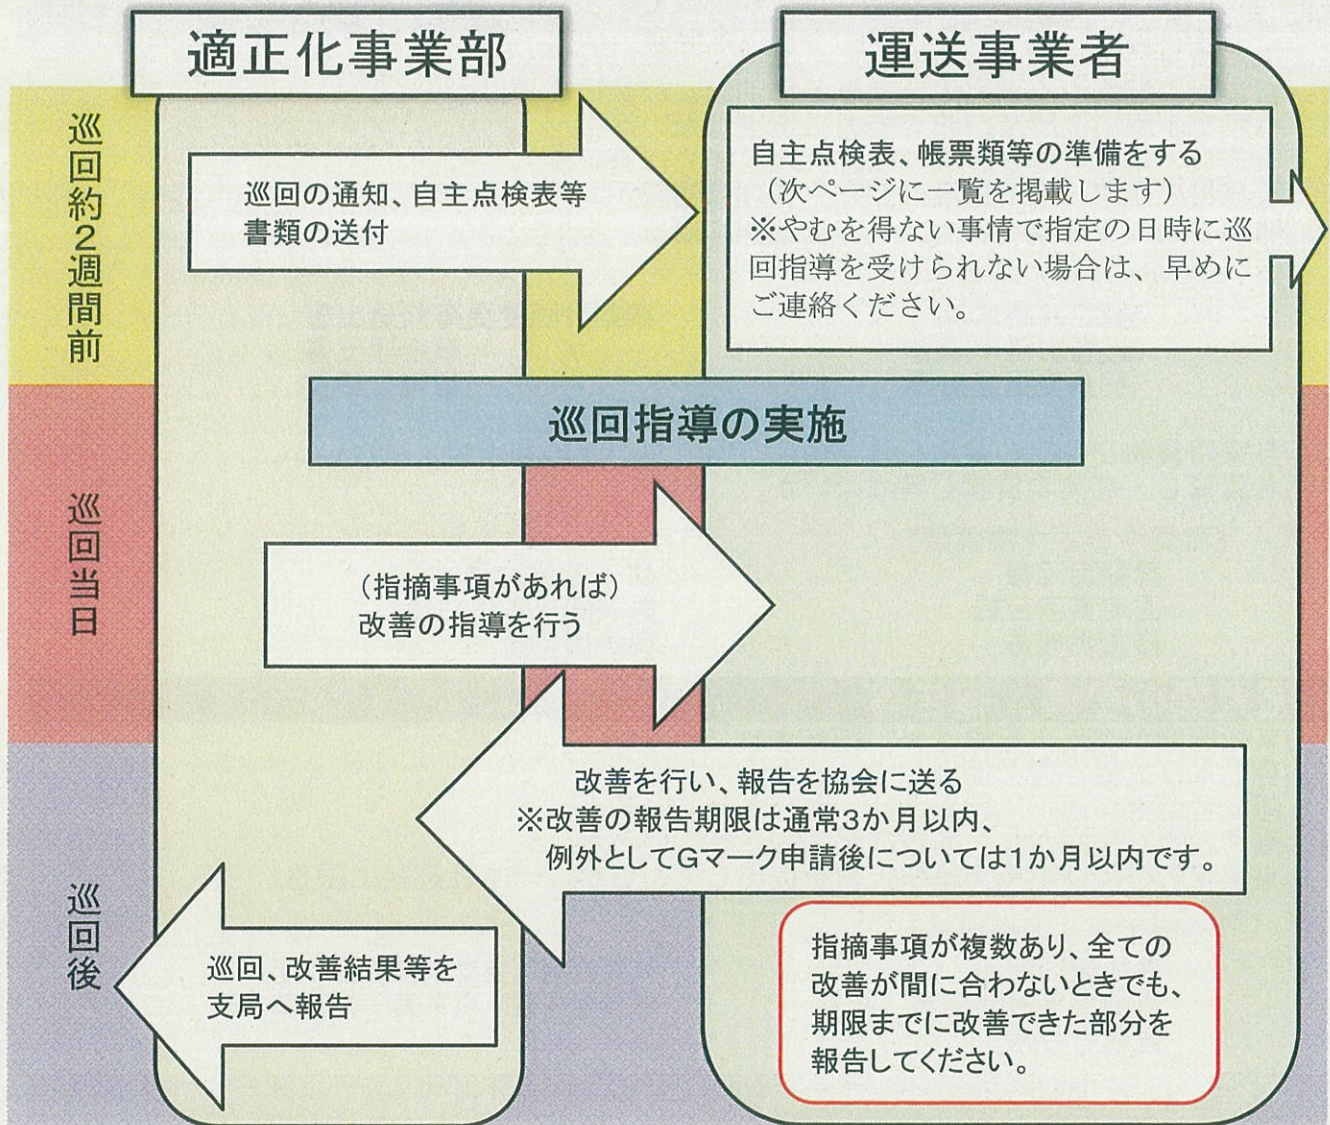 適正化事業部
運送事業者
巡回約2週間前
巡回の通知、自主点検表等
書類の送付
自主点検表、帳票類等の準備をする
（次ページに一覧を掲載します）
※やむを得ない事情で指定の日時に巡
回指導を受けられない場合は、早めに
ご連絡ください。
巡回指導の実施
巡回当日
（指摘事項があれば）
改善の指導を行う
改善を行い、報告を協会に送る
※改善の報告期限は通常3か月以内、
例外としてGマーク申請後については1か月以内です。
巡回後
巡回、改善結果等を
支局へ報告
指摘事項が複数あり、全ての
改善が間に合わないときでも、
期限までに改善できた部分を
報告してください。